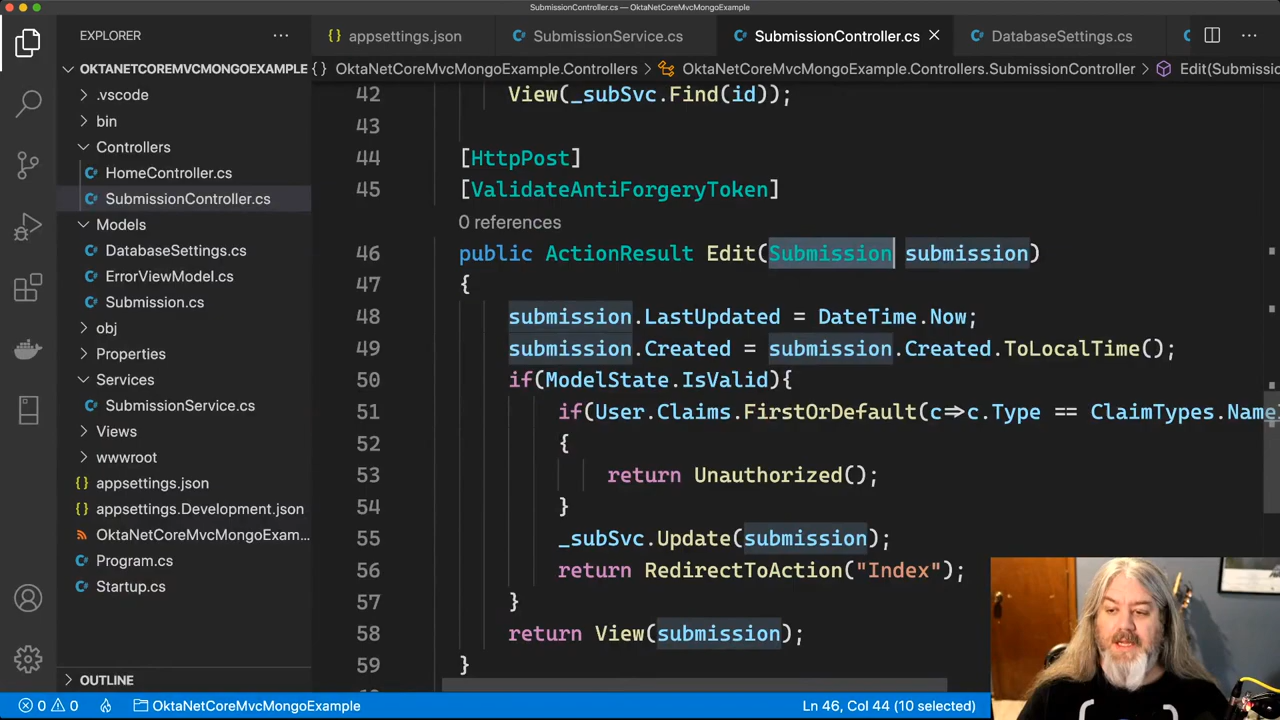 SubmissionController.cs — OktaNetCoreMvcMongoExample
EXPLORER
appsettings.json
SubmissionService.cs
SubmissionController.cs
DatabaseSettings.cs
OKTANETCOREMVCMONGOEXAMPLE
{} OktaNetCoreMvcMongoExample.Controllers > OktaNetCoreMvcMongoExample.Controllers.SubmissionController > Edit(Submissio
.vscode
bin
Controllers
HomeController.cs
SubmissionController.cs
Models
DatabaseSettings.cs
ErrorViewModel.cs
Submission.cs
obj
Properties
Services
SubmissionService.cs
Views
wwwroot
{} appsettings.json
{} appsettings.Development.json
OktaNetCoreMvcMongoExam...
Program.cs
Startup.cs
OUTLINE
42 View(_subSvc.Find(id));
43
44 [HttpPost]
45 [ValidateAntiForgeryToken]
0 references
46 public ActionResult Edit(Submission submission)
47 {
48 submission.LastUpdated = DateTime.Now;
49 submission.Created = submission.Created.ToLocalTime();
50 if(ModelState.IsValid){
51 if(User.Claims.FirstOrDefault(c=>c.Type == ClaimTypes.NameI
52 {
53 return Unauthorized();
54 }
55 _subSvc.Update(submission);
56 return RedirectToAction("Index");
57 }
58 return View(submission);
59 }
0 0 OktaNetCoreMvcMongoExample
Ln 46, Col 44 (10 selected)